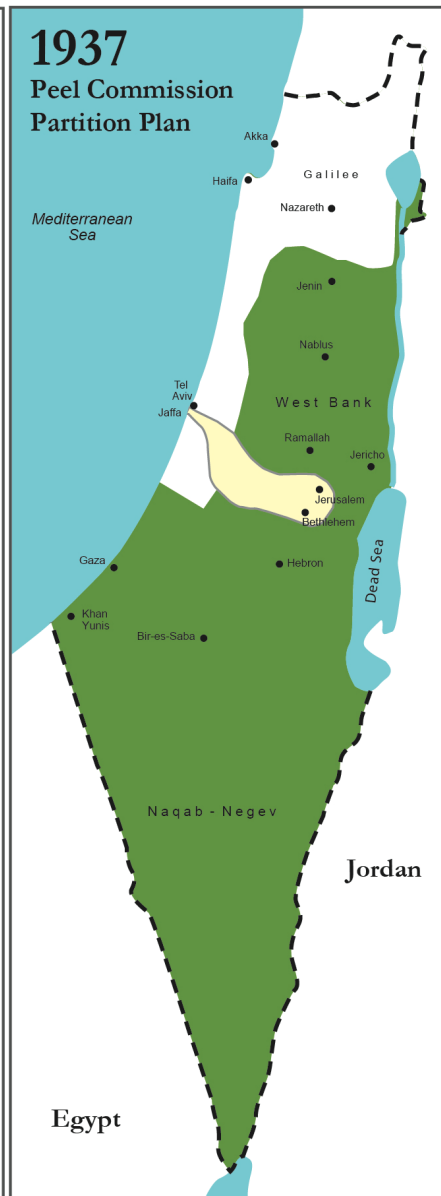 1937
Peel Commission
Partition Plan
Akka
Galilee
Haifa
Nazareth
Mediterranean
Sea
Jenin
Nablus
Tel
Aviv
Jaffa
West Bank
Ramallah
Jericho
Jerusalem
Bethlehem
Gaza
Hebron
Dead Sea
Khan
Yunis
Bir-es-Saba
Naqab - Negev
Jordan
Egypt